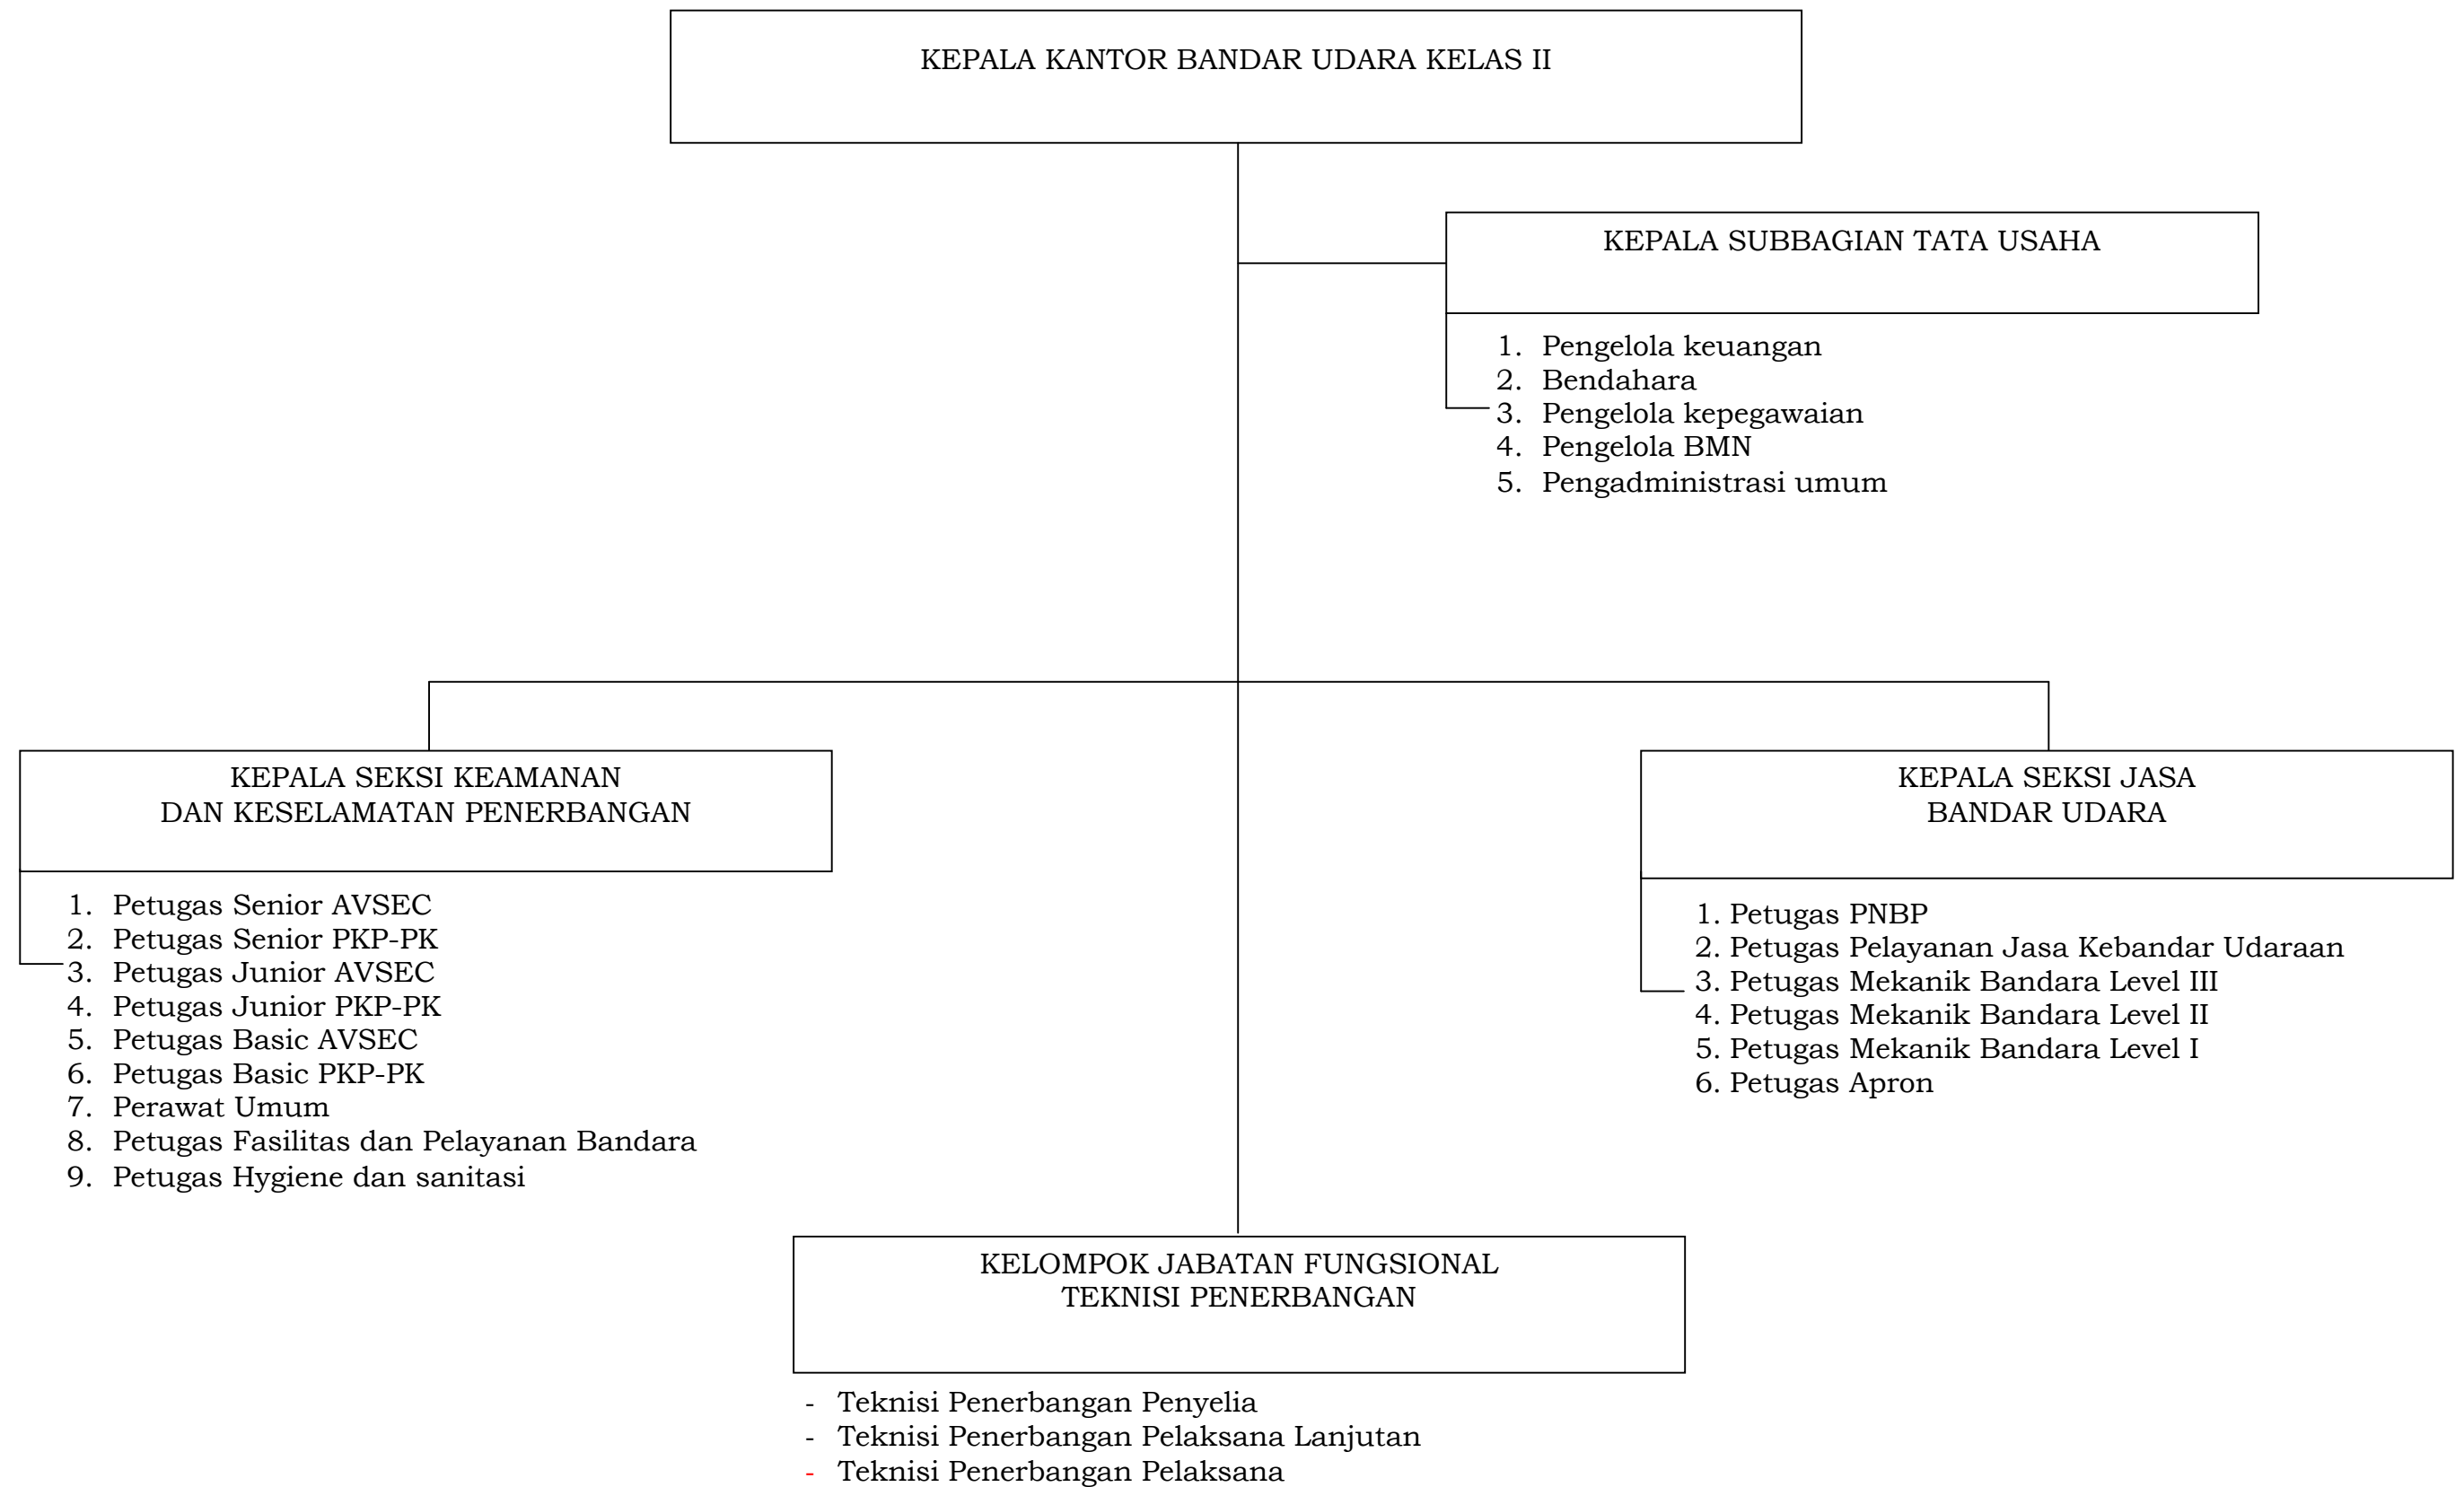 KEPALA KANTOR BANDAR UDARA KELAS II
KEPALA SUBBAGIAN TATA USAHA
1. Pengelola keuangan
2. Bendahara
3. Pengelola kepegawaian
4. Pengelola BMN
5. Pengadministrasi umum
KEPALA SEKSI KEAMANAN
DAN KESELAMATAN PENERBANGAN
1. Petugas Senior AVSEC
2. Petugas Senior PKP-PK
3. Petugas Junior AVSEC
4. Petugas Junior PKP-PK
5. Petugas Basic AVSEC
6. Petugas Basic PKP-PK
7. Perawat Umum
8. Petugas Fasilitas dan Pelayanan Bandara
9. Petugas Hygiene dan sanitasi
KEPALA SEKSI JASA
BANDAR UDARA
1. Petugas PNBP
2. Petugas Pelayanan Jasa Kebandar Udaraan
3. Petugas Mekanik Bandara Level III
4. Petugas Mekanik Bandara Level II
5. Petugas Mekanik Bandara Level I
6. Petugas Apron
KELOMPOK JABATAN FUNGSIONAL
TEKNISI PENERBANGAN
- Teknisi Penerbangan Penyelia
- Teknisi Penerbangan Pelaksana Lanjutan
- Teknisi Penerbangan Pelaksana